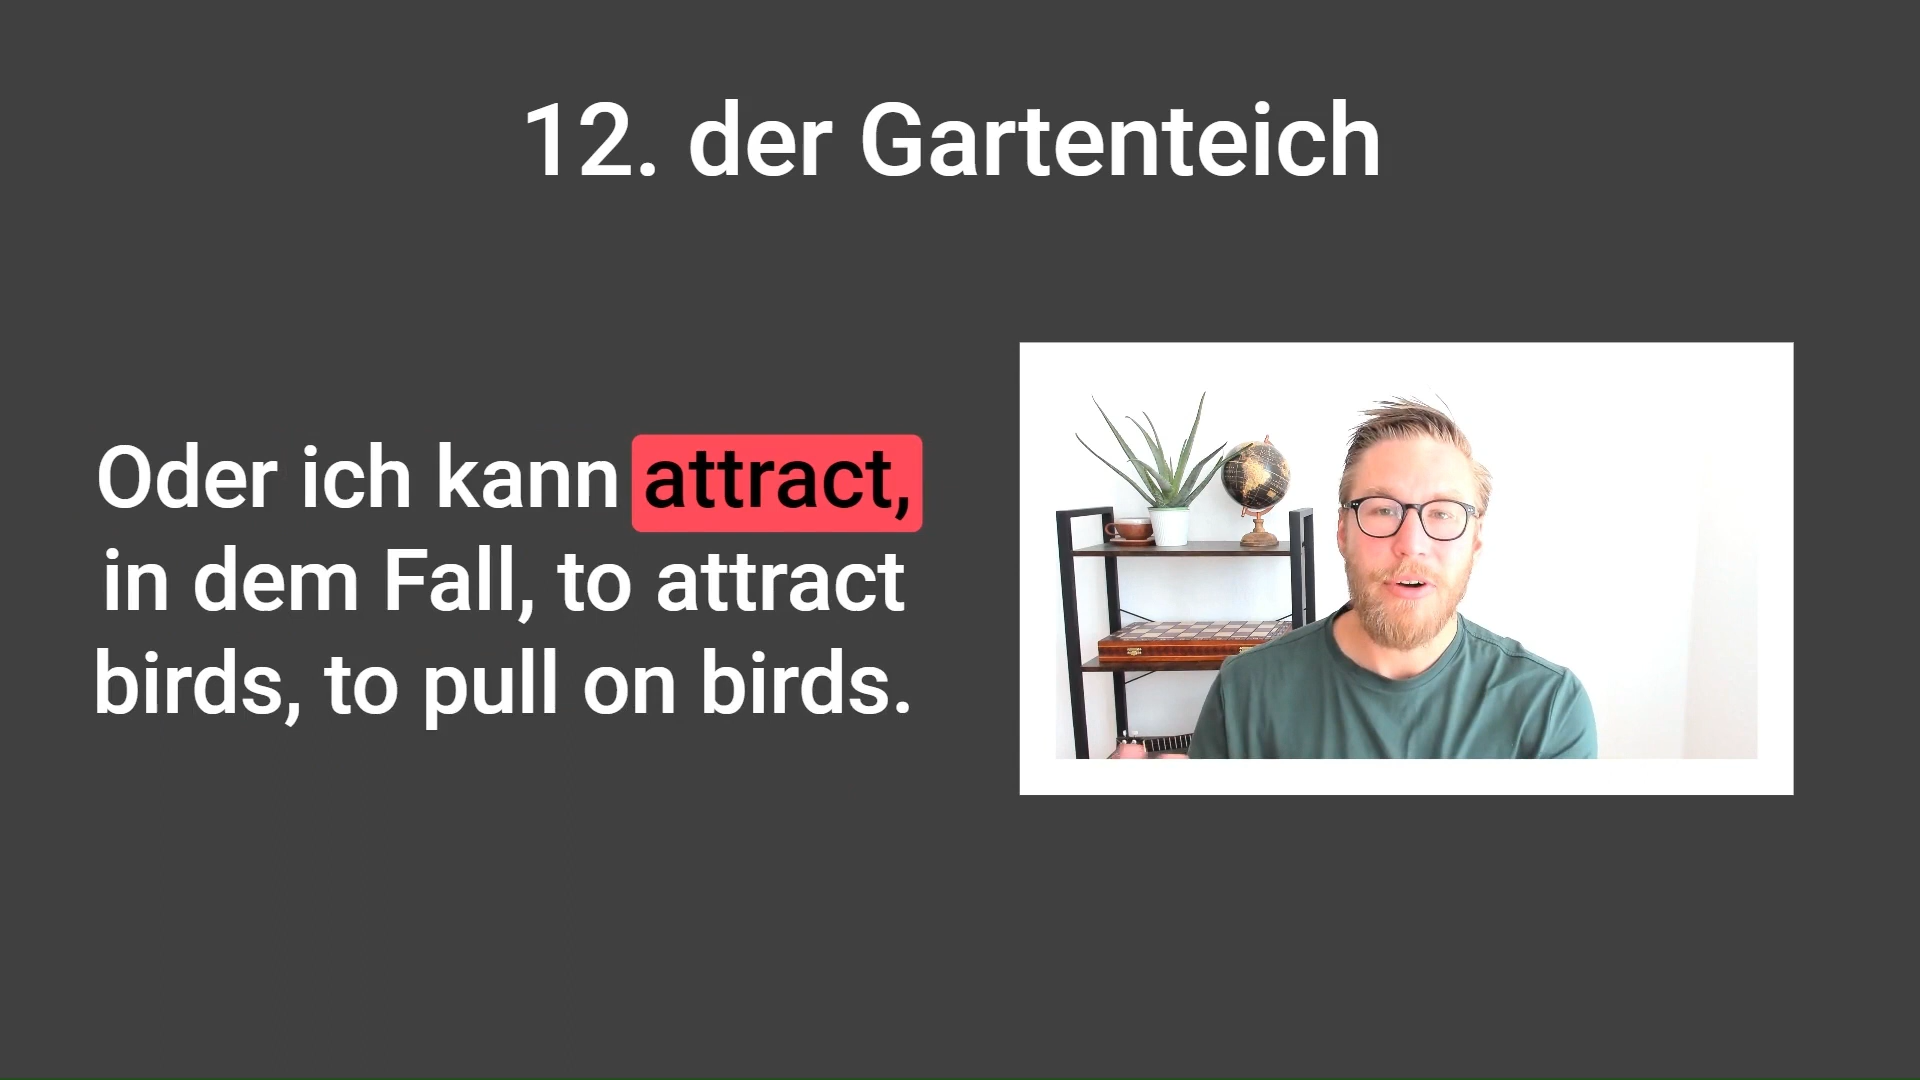 12. der Gartenteich
Oder ich kann attract,
in dem Fall, to attract
birds, to pull on birds.